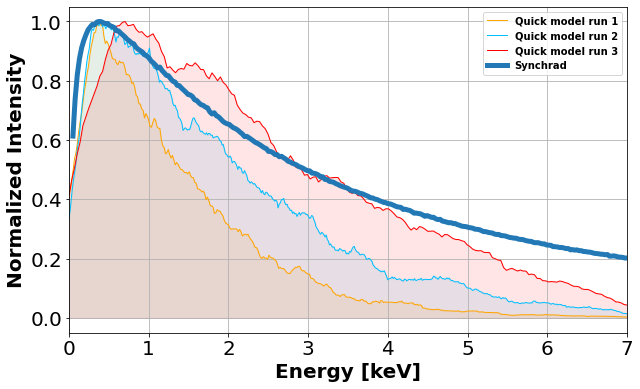 Quick model run 1
Quick model run 2
Quick model run 3
Synchrad
Normalized Intensity
1.0
0.8
0.6
0.4
0.2
0.0
0 1 2 3 4 5 6 7
Energy [keV]